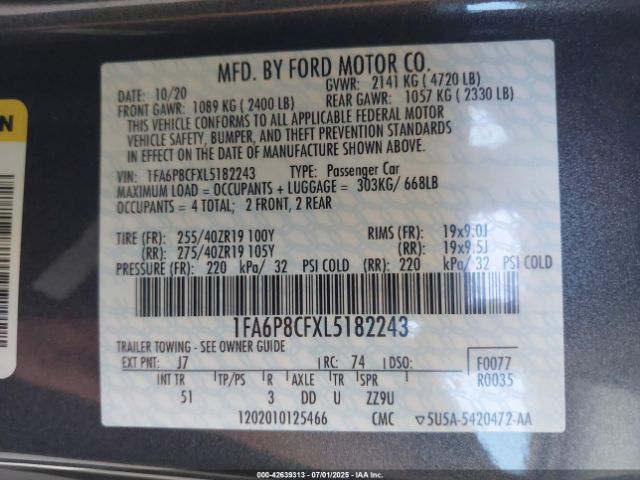 MFD. BY FORD MOTOR CO.
DATE: 10/20 GVWR: 2141 KG ( 4720 LB)
FRONT GAWR: 1089 KG ( 2400 LB) REAR GAWR: 1057 KG ( 2330 LB)
THIS VEHICLE CONFORMS TO ALL APPLICABLE FEDERAL MOTOR
VEHICLE SAFETY, BUMPER, AND THEFT PREVENTION STANDARDS
IN EFFECT ON THE DATE OF MANUFACTURE SHOWN ABOVE.
VIN: 1FA6P8CFXL5182243 TYPE: Passenger Car
MAXIMUM LOAD = OCCUPANTS + LUGGAGE = 303KG/ 668LB
OCCUPANTS = 4 TOTAL; 2 FRONT, 2 REAR
TIRE (FR): 255/40ZR19 100Y RIMS (FR): 19x9.0J
(RR): 275/40ZR19 105Y (RR): 19x9.5J
PRESSURE (FR): 220 kPa/ 32 PSI COLD (RR): 220 kPa/ 32 PSI COLD
1FA6P8CFXL5182243
TRAILER TOWING - SEE OWNER GUIDE
EXT PNT: J7 RC: 74 DSO: F0077
R0035
INT TR TP/PS R AXLE TR SPR
51 3 DD U ZZ9U
1202010125466 CMC 5U5A-5420472-AA
000-42639313 - 07/01/2025 - IAA Inc.